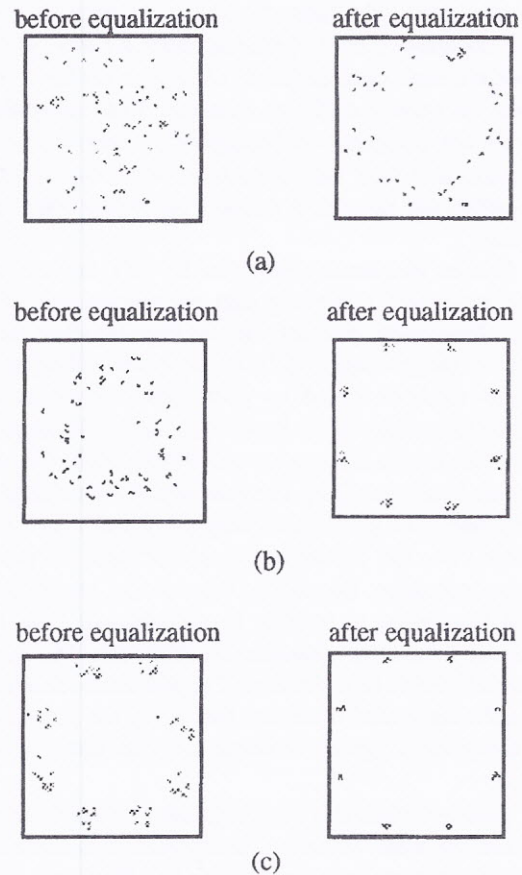 before equalization after equalization
(a)
before equalization after equalization
(b)
before equalization after equalization
(c)